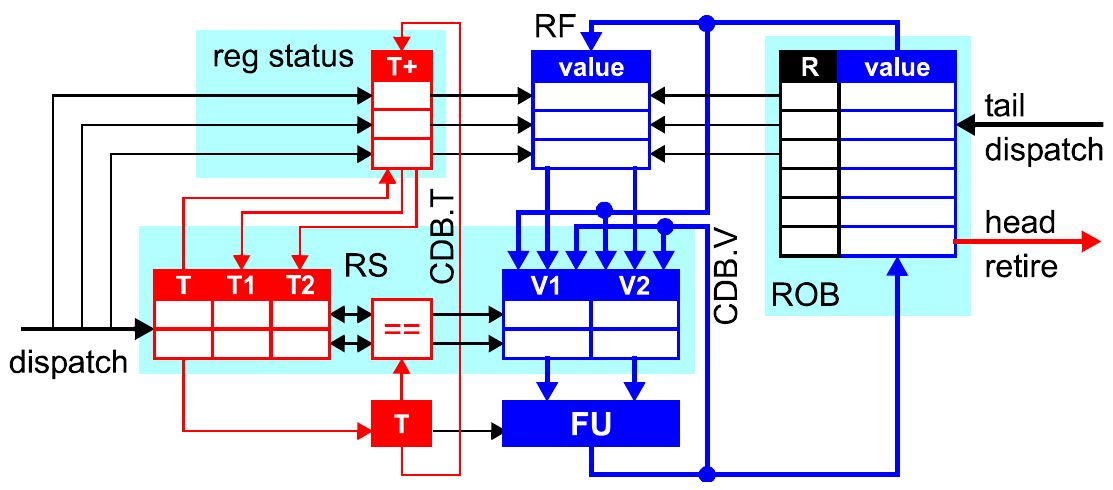 RF
reg status
T+
value
R
value
tail
dispatch
head
retire
ROB
CDB.T
CDB.V
RS
T
T1
T2
V1
V2
==
dispatch
T
FU